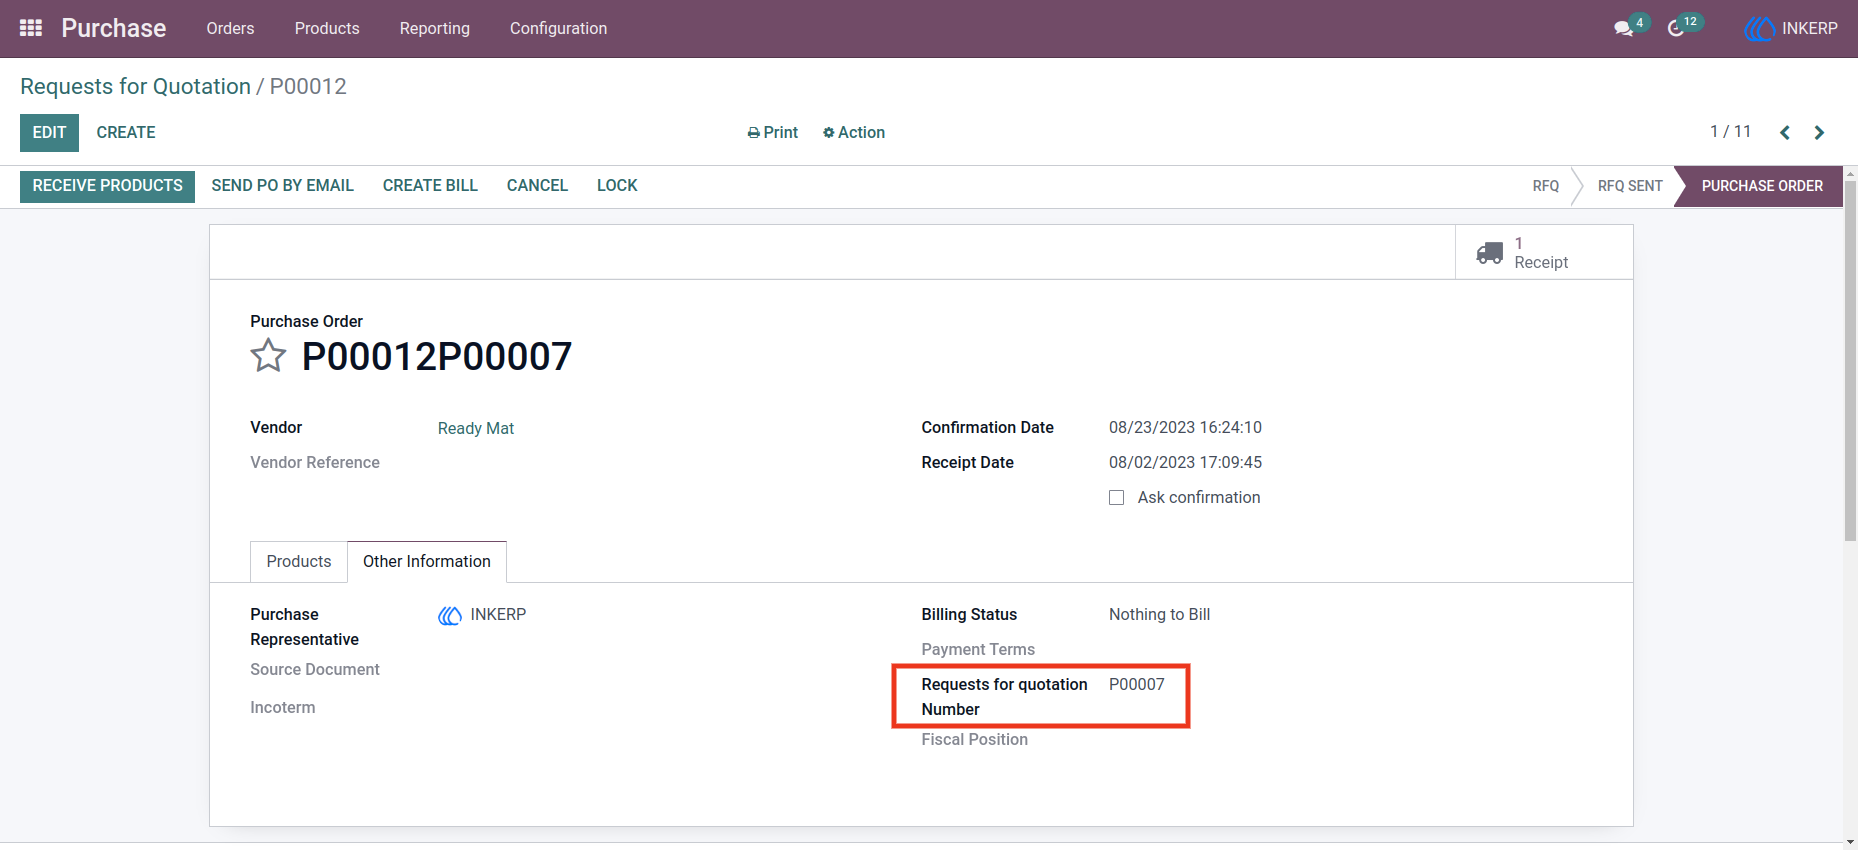 Purchase Orders Products Reporting Configuration 4 12 INKERP
Requests for Quotation / P00012
EDIT CREATE Print Action 1 / 11
RECEIVE PRODUCTS SEND PO BY EMAIL CREATE BILL CANCEL LOCK RFQ RFQ SENT PURCHASE ORDER
1
Receipt
Purchase Order
P00012P00007
Vendor Ready Mat Confirmation Date 08/23/2023 16:24:10
Vendor Reference Receipt Date 08/02/2023 17:09:45
Ask confirmation
Products Other Information
Purchase INKERP Billing Status Nothing to Bill
Representative
Payment Terms
Source Document
Requests for quotation P00007
Number
Incoterm
Fiscal Position